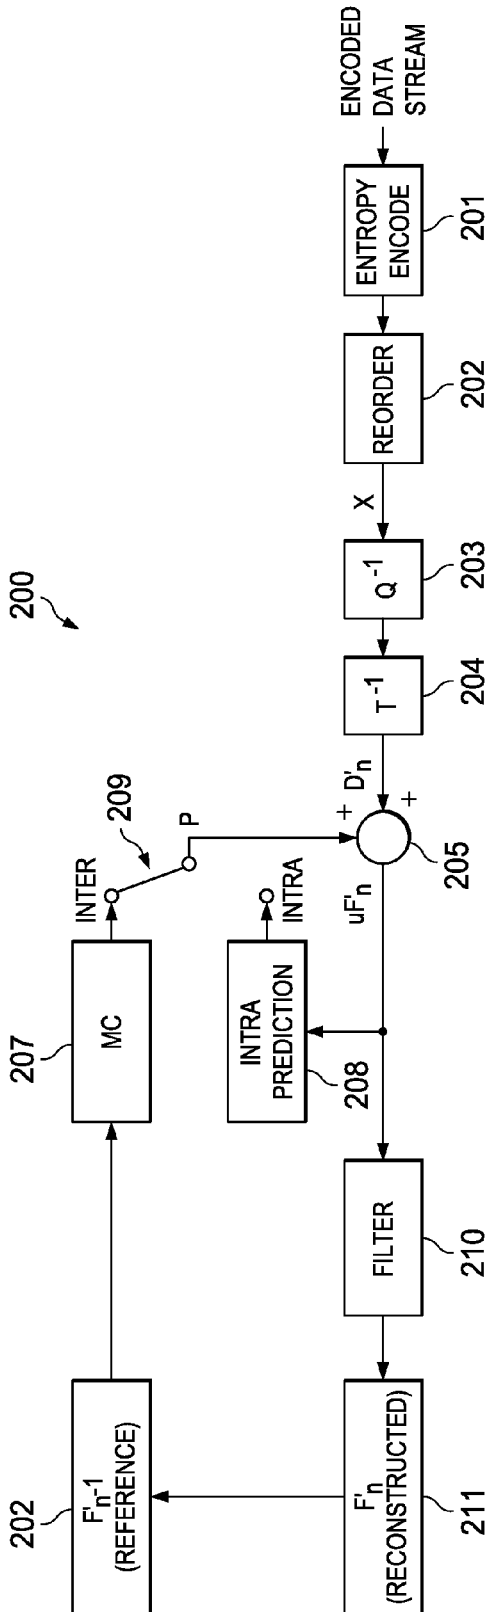 200
202
F'n-1
(REFERENCE)
207
MC
INTER
209
P
INTRA
PREDICTION
208
INTRA
F'n
(RECONSTRUCTED)
211
FILTER
210
uF'n
+
+
205
D'n
T-1
204
Q-1
203
X
REORDER
202
ENTROPY
ENCODE
201
ENCODED
DATA
STREAM